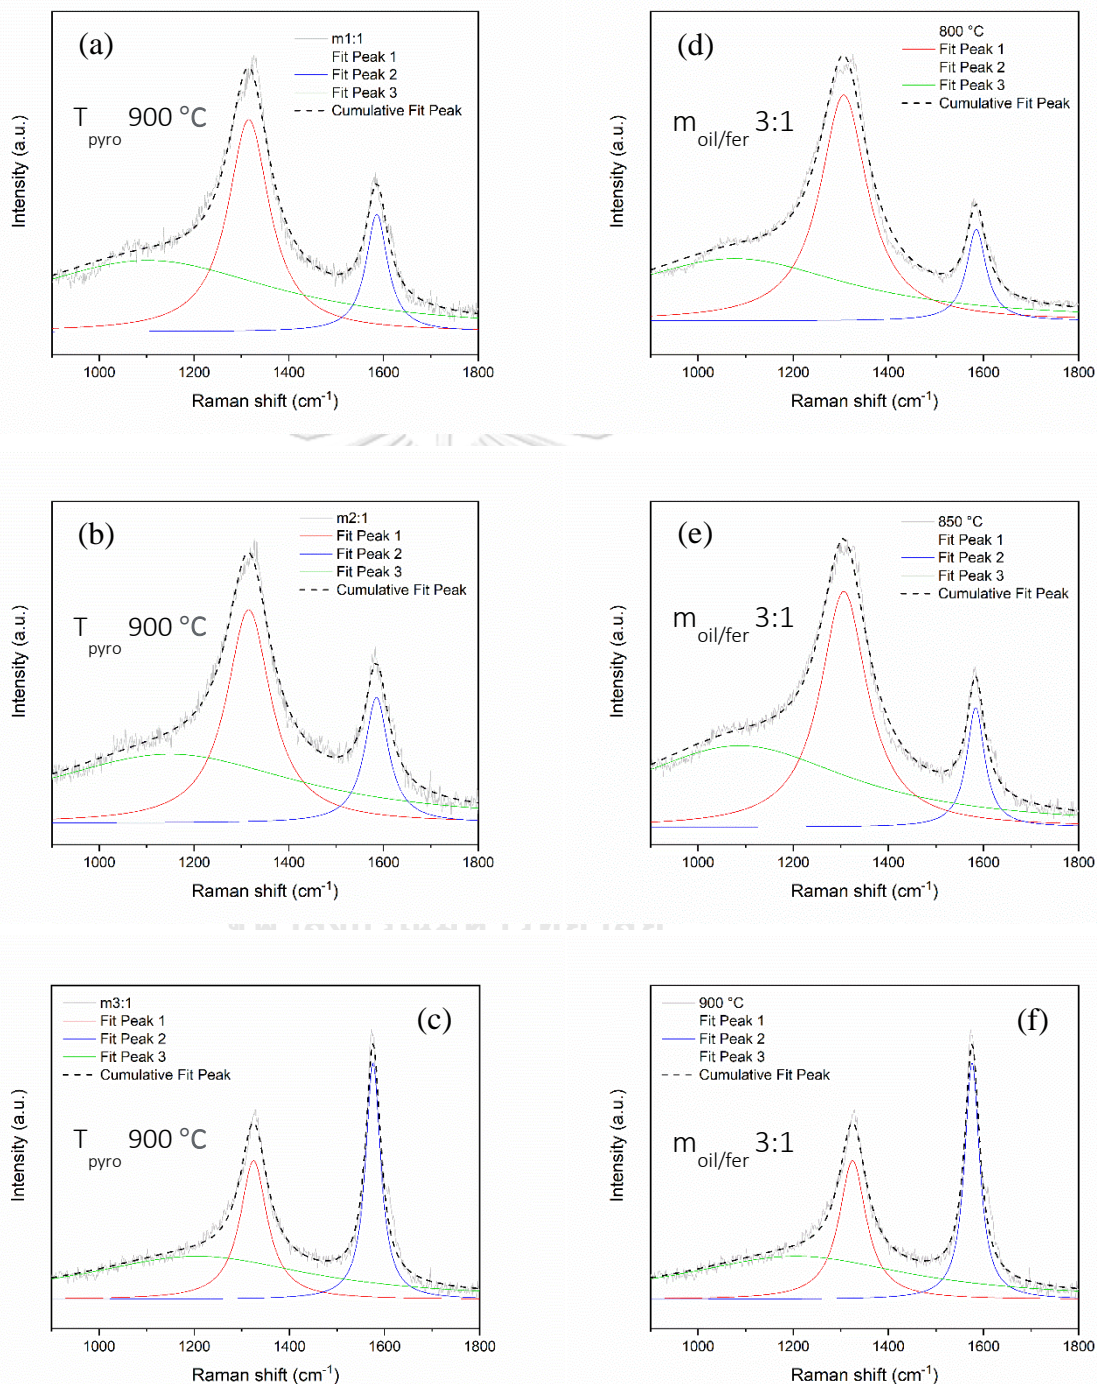 (a)
m1:1
Fit Peak 1
Fit Peak 2
Fit Peak 3
Cumulative Fit Peak
T pyro 900 °C
Intensity (a.u.)
1000 1200 1400 1600 1800
Raman shift (cm-1)
(d)
800 °C
Fit Peak 1
Fit Peak 2
Fit Peak 3
Cumulative Fit Peak
m oil/fer 3:1
Intensity (a.u.)
1000 1200 1400 1600 1800
Raman shift (cm-1)
(b)
m2:1
Fit Peak 1
Fit Peak 2
Fit Peak 3
Cumulative Fit Peak
T pyro 900 °C
Intensity (a.u.)
1000 1200 1400 1600 1800
Raman shift (cm-1)
(e)
850 °C
Fit Peak 1
Fit Peak 2
Fit Peak 3
Cumulative Fit Peak
m oil/fer 3:1
Intensity (a.u.)
1000 1200 1400 1600 1800
Raman shift (cm-1)
(c)
m3:1
Fit Peak 1
Fit Peak 2
Fit Peak 3
Cumulative Fit Peak
T pyro 900 °C
Intensity (a.u.)
1000 1200 1400 1600 1800
Raman shift (cm-1)
(f)
900 °C
Fit Peak 1
Fit Peak 2
Fit Peak 3
Cumulative Fit Peak
m oil/fer 3:1
Intensity (a.u.)
1000 1200 1400 1600 1800
Raman shift (cm-1)